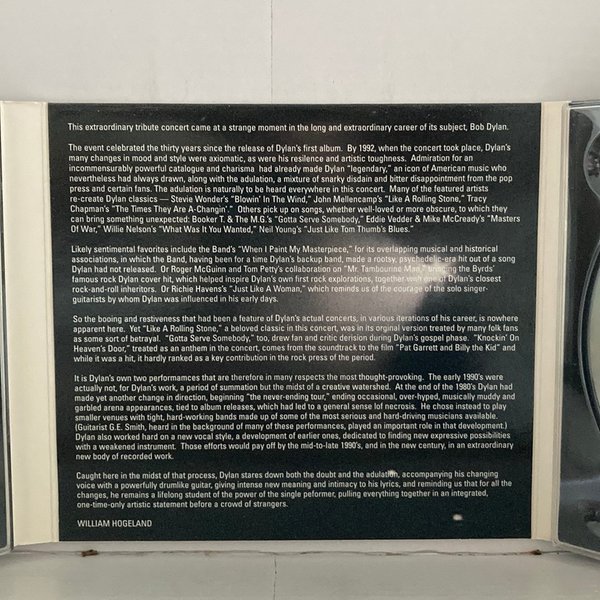 This extraordinary tribute concert came at a strange moment in the long and extraordinary career of its subject, Bob Dylan.
The event celebrated the thirty years since the release of Dylan's first album. By 1992, when the concert took place, Dylan's
many changes in mood and style were axiomatic, as were his resilience and artistic toughness. Admiration for an
incommensurably powerful catalogue and charisma had already made Dylan "legendary," an icon of American music who
nevertheless had always drawn, along with the adulation, a mixture of snarky disdain and bitter disappointment from the pop
press and certain fans. The adulation is naturally to be heard everywhere in this concert. Many of the featured artists
re-create Dylan classics — Stevie Wonder's "Blowin' In The Wind," John Mellencamp's "Like A Rolling Stone," Tracy
Chapman's "The Times They Are A-Changin'." Others pick up on songs, whether well-loved or more obscure, to which they
can bring something unexpected: Booker T. & The M.G.'s "Gotta Serve Somebody," Eddie Vedder & Mike McCready's "Masters
Of War," Willie Nelson's "What Was It You Wanted," Neil Young's "Just Like Tom Thumb's Blues."
Likely sentimental favorites include the Band's "When I Paint My Masterpiece," for its overlapping musical and historical
associations, in which the Band, having been for a time Dylan's backup band, made a rootsy, psychedelic-era hit out of a song
Dylan had not released. Or Roger McGuinn and Tom Petty's collaboration on "Mr. Tambourine Man," bringing the Byrds'
famous rock Dylan cover hit, which helped inspire Dylan's own first rock explorations, together with one of Dylan's closest
rock-and-roll inheritors. Or Richie Havens's "Just Like A Woman," which reminds us of the courage of the solo singer-
guitarists by whom Dylan was influenced in his early days.
So the booing and restiveness that had been a feature of Dylan's actual concerts, in various iterations of his career, is nowhere
apparent here. Yet "Like A Rolling Stone," a beloved classic in this concert, was in its orginal version treated by many folk fans
as some sort of betrayal. "Gotta Serve Somebody," too, drew fan and critic derision during Dylan's gospel phase. "Knockin' On
Heaven's Door," treated as an anthem in the concert, comes from the soundtrack to the film "Pat Garrett and Billy the Kid" and
while it was a hit, it hardly ranked as a key contribution in the rock press of the period.
It is Dylan's own two performamces that are therefore in many respects the most thought-provoking. The early 1990's were
actually not, for Dylan's work, a period of summation but the midst of a creative watershed. At the end of the 1980's Dylan had
made yet another change in direction, beginning "the never-ending tour," ending occasional, over-hyped, musically muddy and
garbled arena appearances, tied to album releases, which had led to a general sense lof necrosis. He chose instead to play
smaller venues with tight, hard-working bands made up of some of the most serious and hard-driving musicians available.
(Guitarist G.E. Smith, heard in the background of many of these performances, played an important role in that development.)
Dylan also worked hard on a new vocal style, a development of earlier ones, dedicated to finding new expressive possibilities
with a weakened instrument. Those efforts would pay off by the mid-to-late 1990's, and in the new century, in an extraordinary
new body of recorded work.
Caught here in the midst of that process, Dylan stares down both the doubt and the adulation, accompanying his changing
voice with a powerfully drumlike guitar, giving intense new meaning and intimacy to his lyrics, and reminding us that for all the
changes, he remains a lifelong student of the power of the single peformer, pulling everything together in an integrated,
one-time-only artistic statement before a crowd of strangers.
WILLIAM HOGELAND